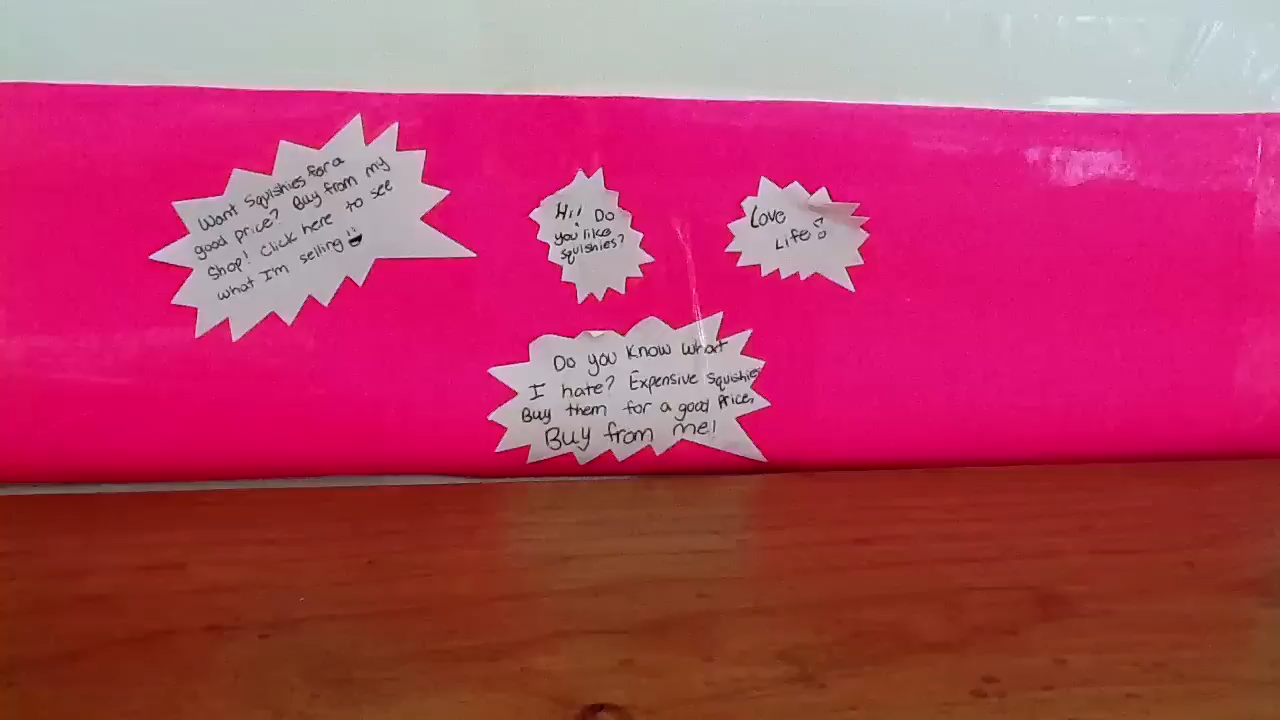 Want Squishies for a
good price? Buy from my
Shop! Click here to see
what I'm selling
Hi! Do
you like
squishies?
Love
Life
Do you know what
I hate? Expensive squishies
Buy them for a good price,
Buy from me!